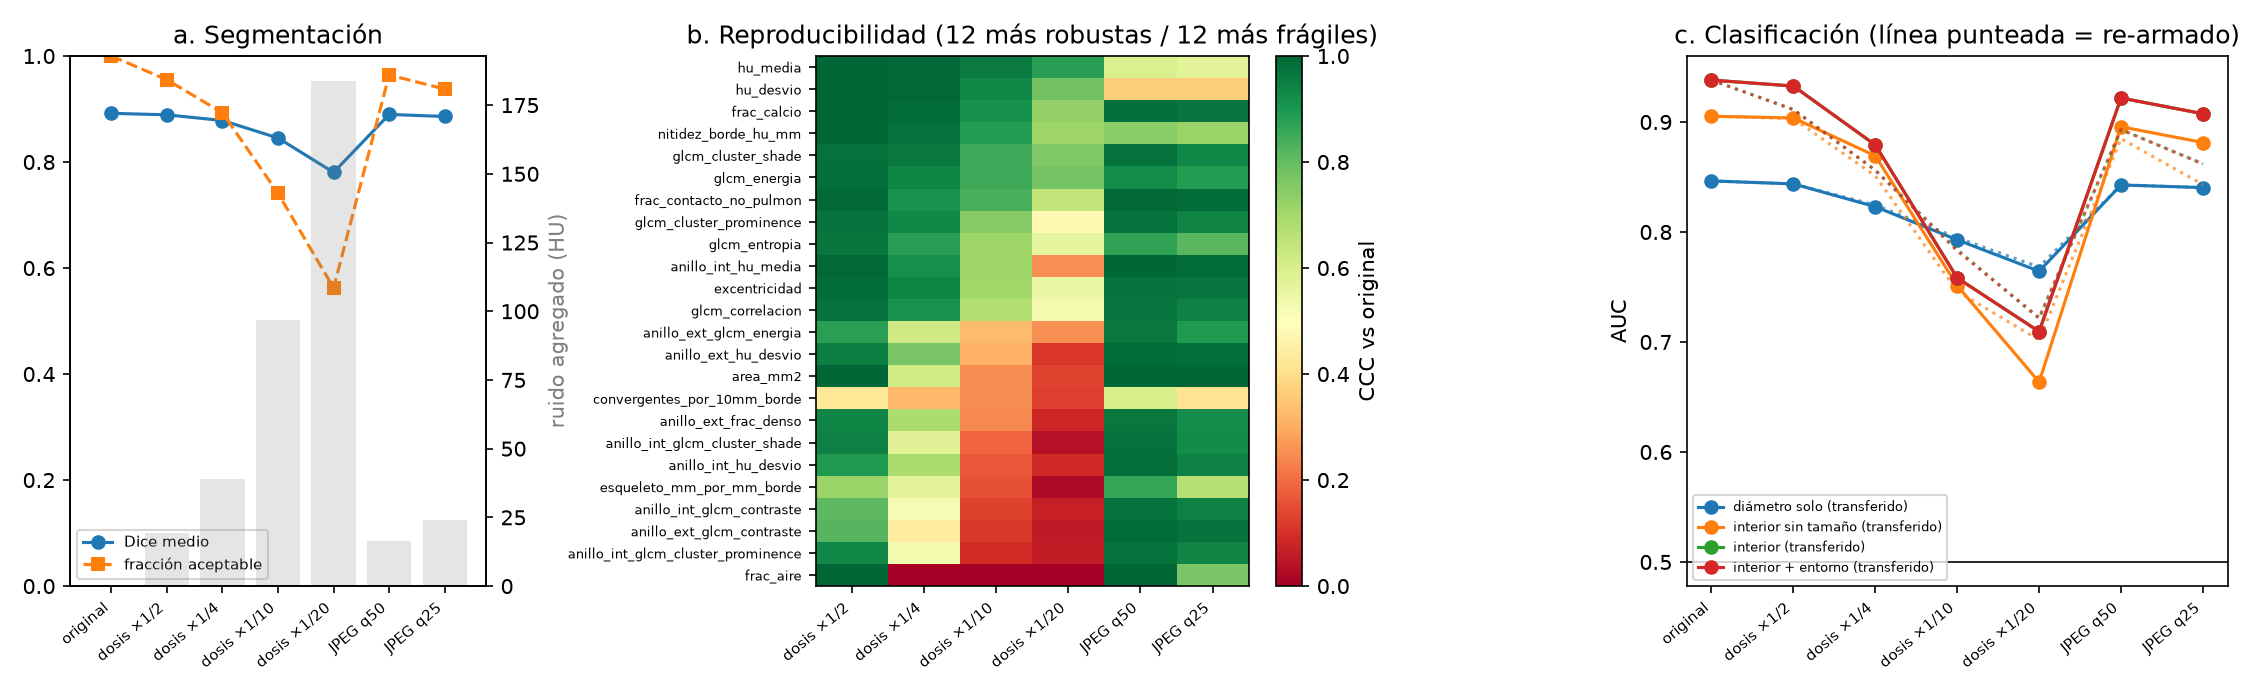 a. Segmentación
1.0
0.8
0.6
0.4
0.2
0.0
175
150
125
100
75
50
25
0
ruido agregado (HU)
Dice medio
fracción aceptable
original
dosis ×1/2
dosis ×1/4
dosis ×1/10
dosis ×1/20
JPEG q50
JPEG q25
b. Reproducibilidad (12 más robustas / 12 más frágiles)
hu_media
hu_desvio
frac_calcio
nitidez_borde_hu_mm
glcm_cluster_shade
glcm_energia
frac_contacto_no_pulmon
glcm_cluster_prominence
glcm_entropia
anillo_int_hu_media
excentricidad
glcm_correlacion
anillo_ext_glcm_energia
anillo_ext_hu_desvio
area_mm2
convergentes_por_10mm_borde
anillo_ext_frac_denso
anillo_int_glcm_cluster_shade
anillo_int_hu_desvio
esqueleto_mm_por_mm_borde
anillo_int_glcm_contraste
anillo_ext_glcm_contraste
anillo_int_glcm_cluster_prominence
frac_aire
dosis ×1/2
dosis ×1/4
dosis ×1/10
dosis ×1/20
JPEG q50
JPEG q25
1.0
0.8
0.6
0.4
0.2
0.0
CCC vs original
c. Clasificación (línea punteada = re-armado)
AUC
0.9
0.8
0.7
0.6
0.5
diámetro solo (transferido)
interior sin tamaño (transferido)
interior (transferido)
interior + entorno (transferido)
original
dosis ×1/2
dosis ×1/4
dosis ×1/10
dosis ×1/20
JPEG q50
JPEG q25